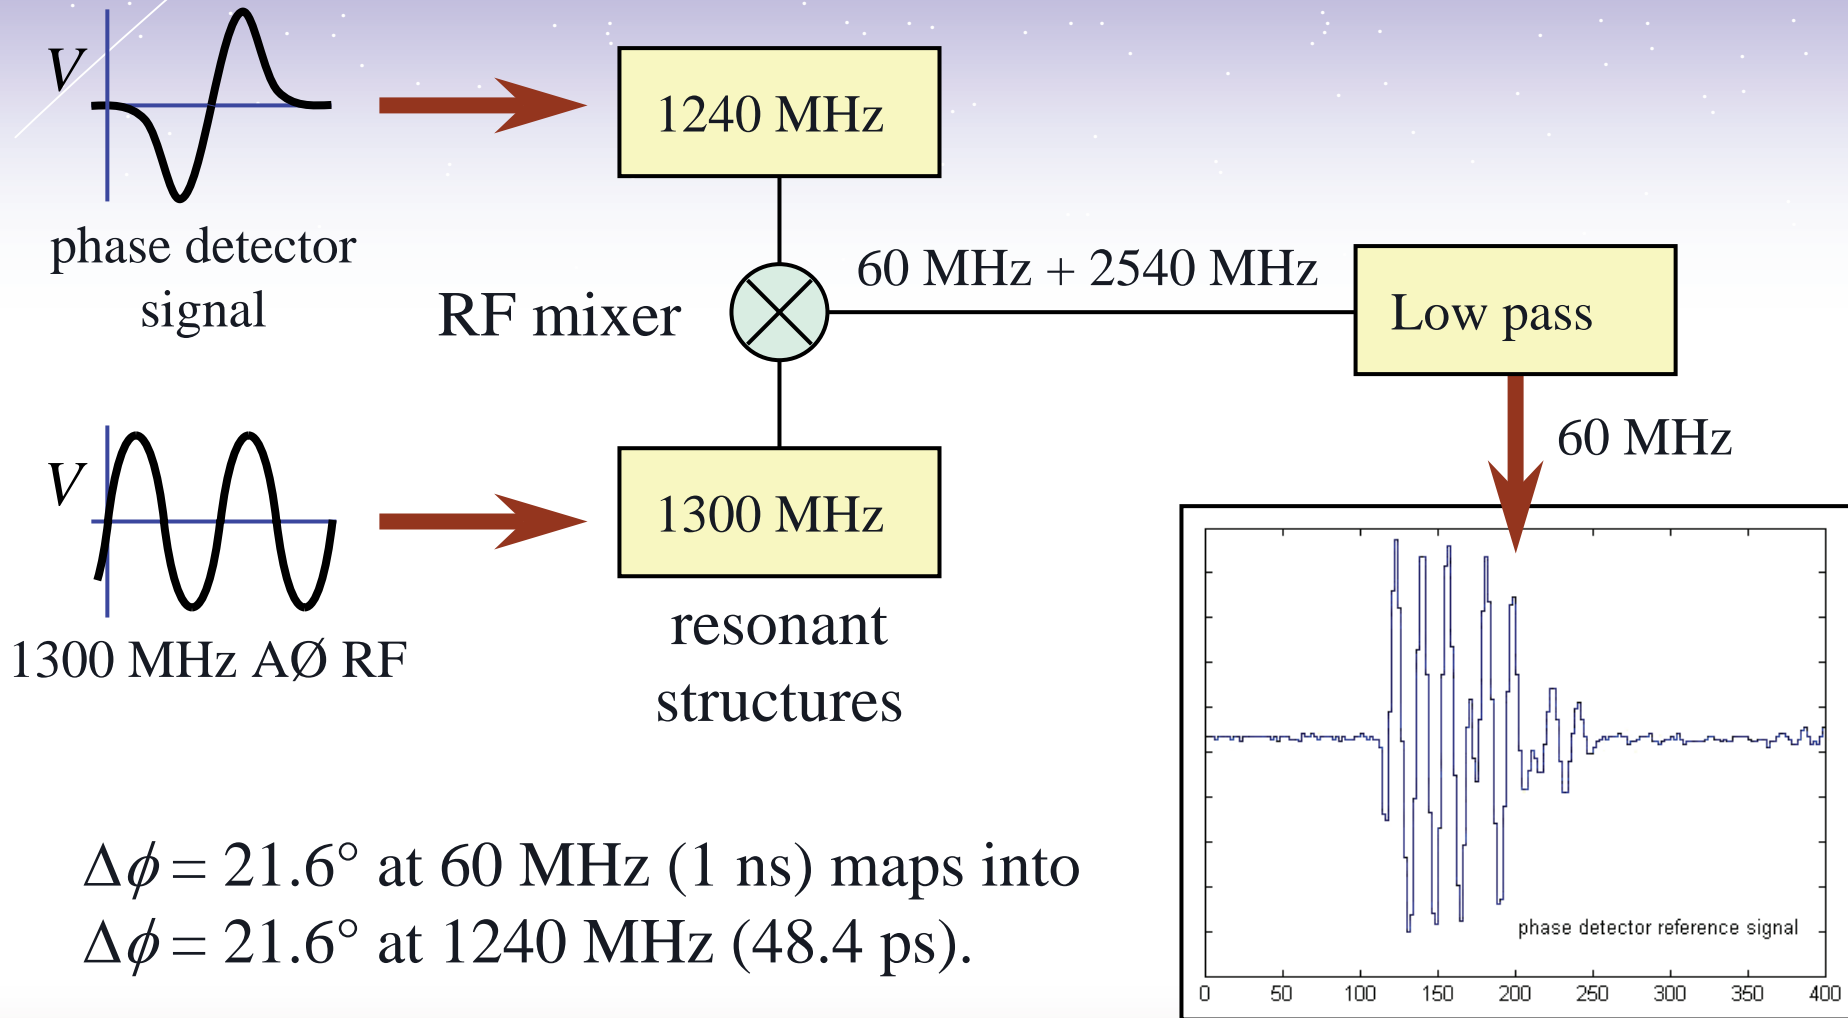 V
phase detector
signal
1240 MHz
RF mixer
60 MHz + 2540 MHz
Low pass
60 MHz
V
1300 MHz AØ RF
1300 MHz
resonant
structures
Δϕ = 21.6° at 60 MHz (1 ns) maps into
Δϕ = 21.6° at 1240 MHz (48.4 ps).
phase detector reference signal
0 50 100 150 200 250 300 350 400